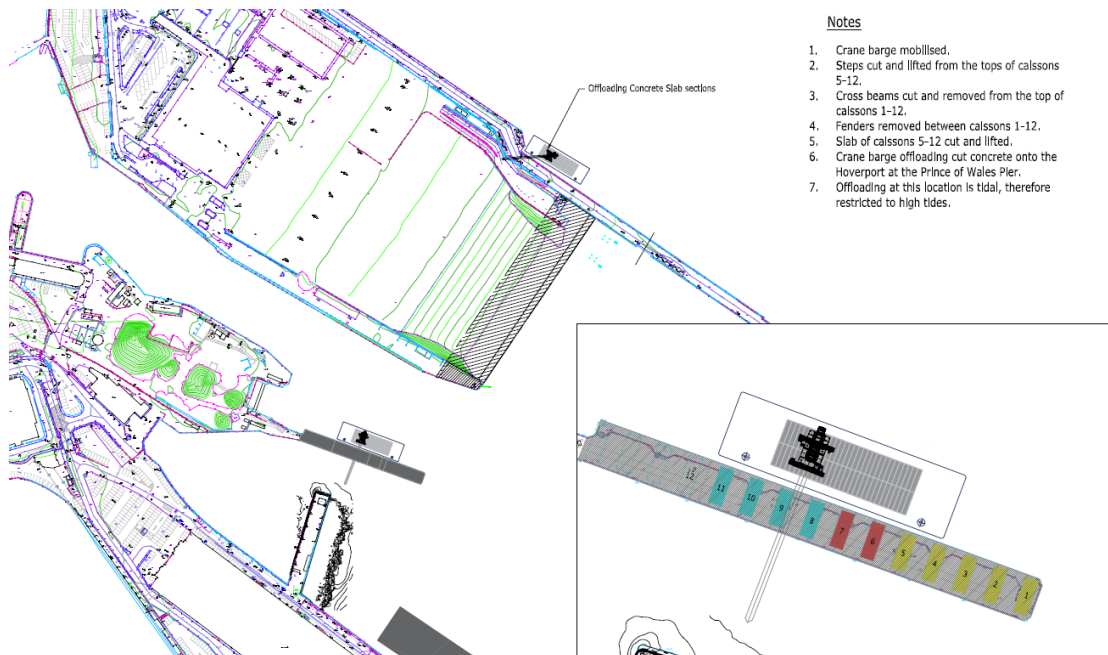 Notes
1. Crane barge mobilised.
2. Steps cut and lifted from the tops of caissons
5-12.
3. Cross beams cut and removed from the top of
caissons 1-12.
4. Fenders removed between caissons 1-12.
5. Slab of caissons 5-12 cut and lifted.
6. Crane barge offloading cut concrete onto the
Hoverport at the Prince of Wales Pier.
7. Offloading at this location is tidal, therefore
restricted to high tides.
Offloading Concrete Slab sections
12
11
10
9
8
7
6
5
4
3
2
1